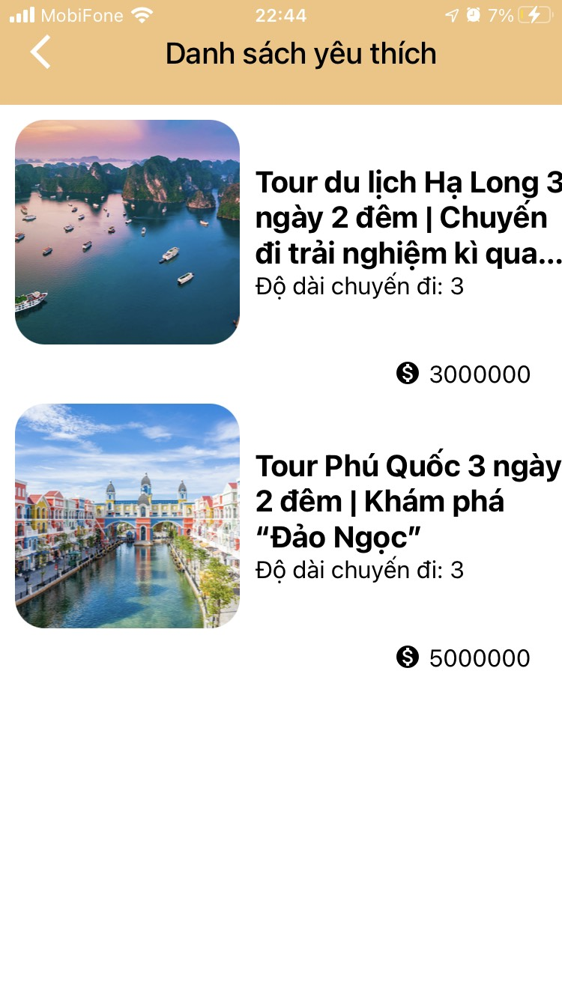 MobiFone 22:44 7%
Danh sách yêu thích
Tour du lịch Hạ Long 3
ngày 2 đêm | Chuyến
đi trải nghiệm kì qua...
Độ dài chuyến đi: 3
$ 3000000
Tour Phú Quốc 3 ngày
2 đêm | Khám phá
“Đảo Ngọc”
Độ dài chuyến đi: 3
$ 5000000